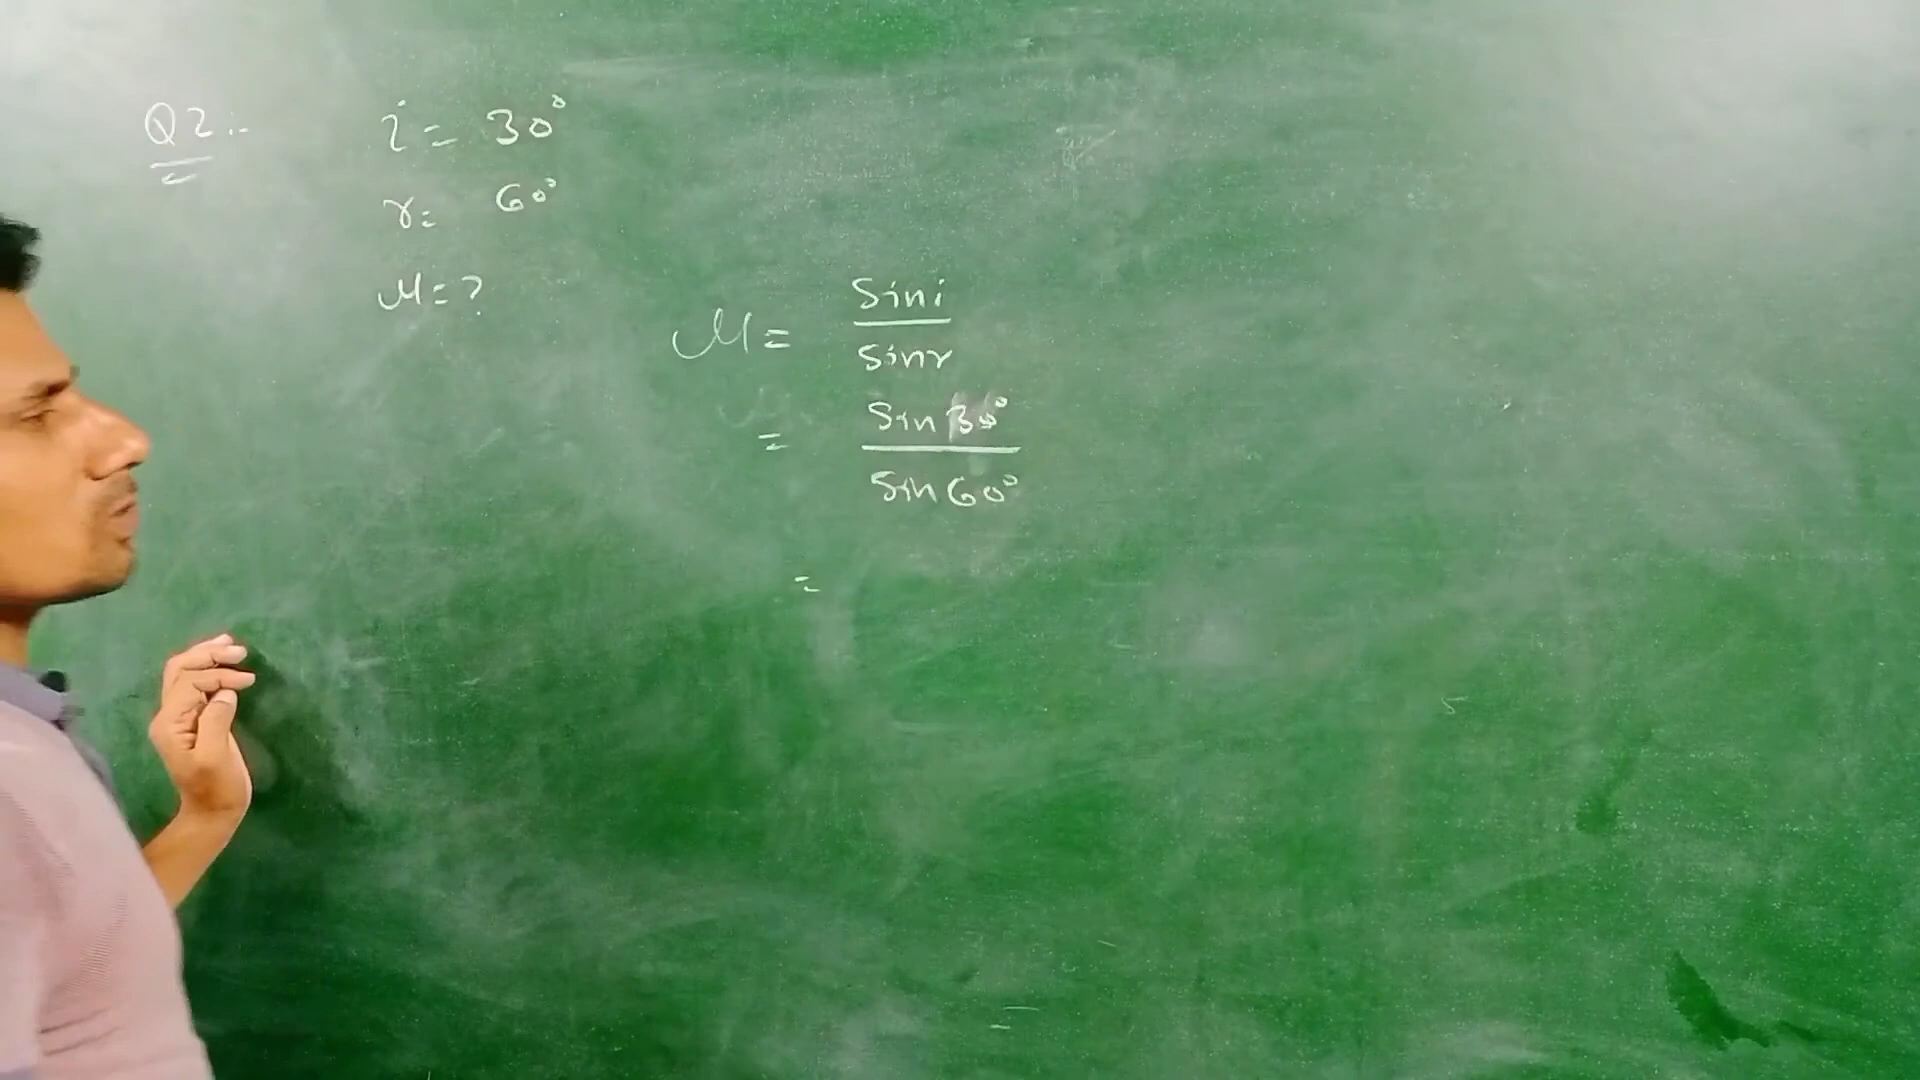 Q2:-
i = 30°
r = 60°
μ = ?
μ = sin i / sin r
= sin 30° / sin 60°
=